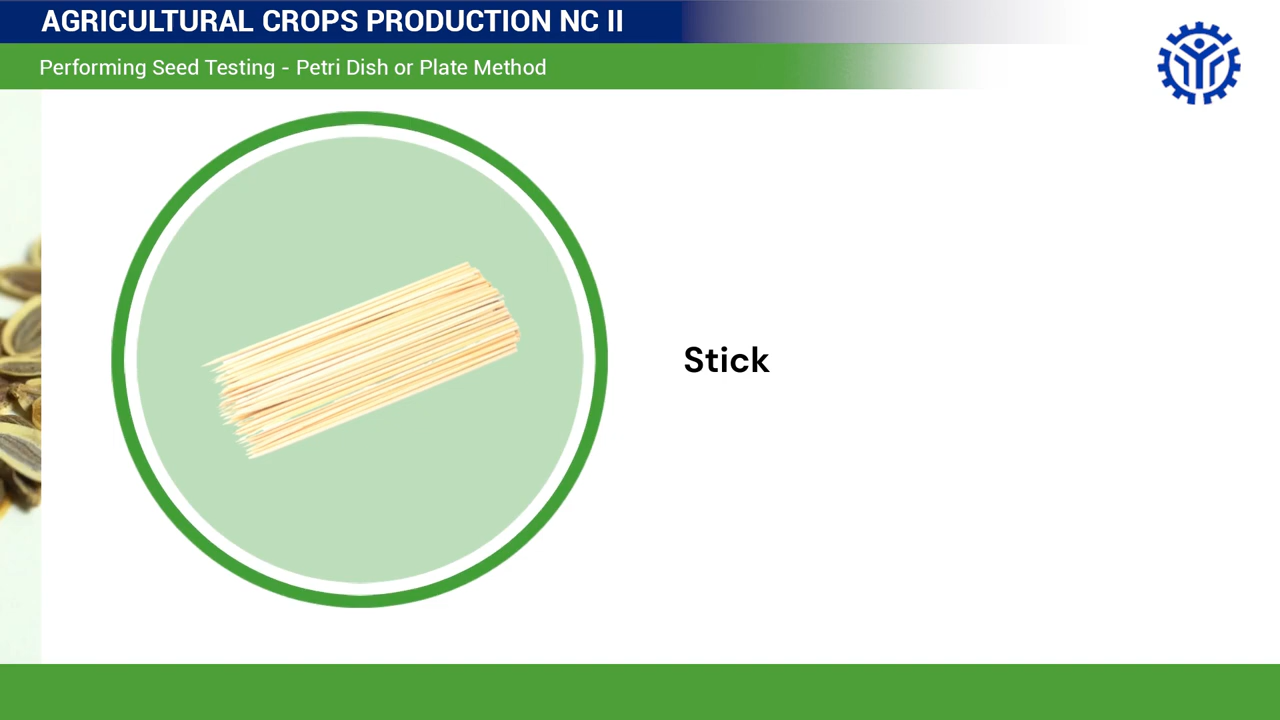 AGRICULTURAL CROPS PRODUCTION NC II
Performing Seed Testing - Petri Dish or Plate Method
Stick